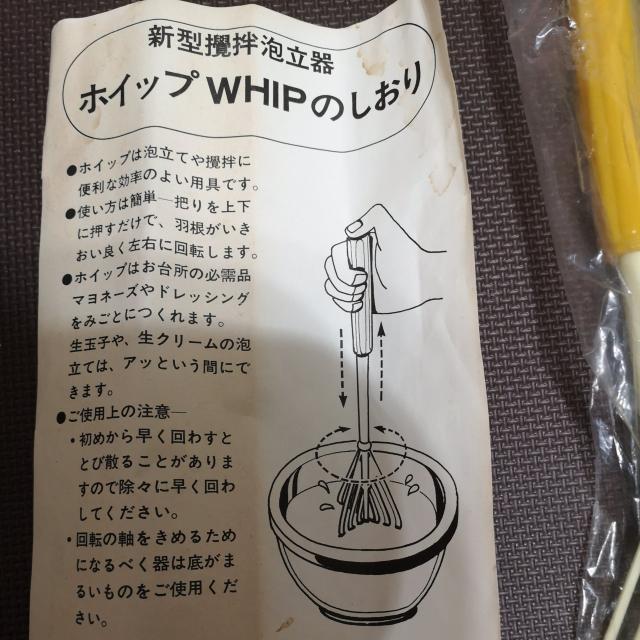 新型攪拌泡立器
ホイップWHIPのしおり
●ホイップは泡立てや攪拌に
便利な効率のよい用具です。
●使い方は簡単―把りを上下
に押すだけで、羽根がいき
おい良く左右に回転します。
●ホイップはお台所の必需品
マヨネーズやドレッシング
をみごとにつくれます。
生玉子や、生クリームの泡
立ては、アッという間にで
きます。
●ご使用上の注意―
・初めから早く回わすと
とび散ることがありま
すので除々に早く回わ
してください。
・回転の軸をきめるため
になるべく器は底がま
るいものをご使用くだ
さい。